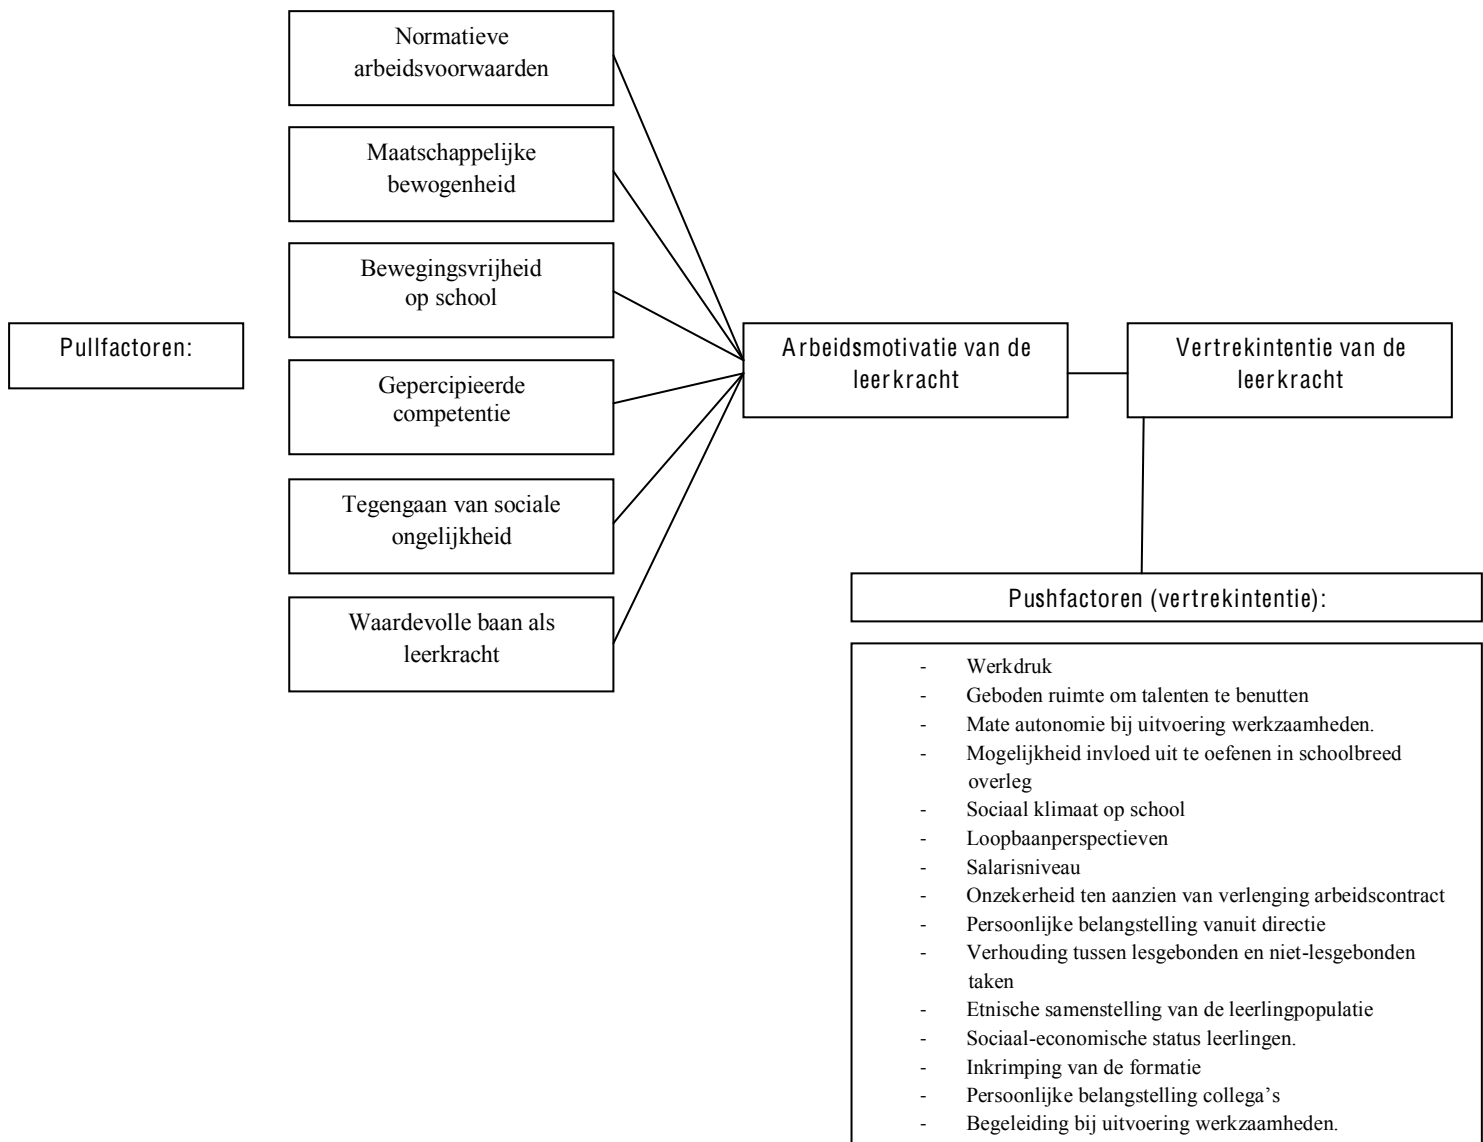 Normatieve
arbeidsvoorwaarden
Maatschappelijke
bewogenheid
Bewegingsvrijheid
op school
Pullfactoren:
Gepercipieerde
competentie
Tegengaan van sociale
ongelijkheid
Waardevolle baan als
leerkracht
Arbeidsmotivatie van de
leerkracht
Vertrekintentie van de
leerkracht
Pushfactoren (vertrekintentie):
- Werkdruk
- Geboden ruimte om talenten te benutten
- Mate autonomie bij uitvoering werkzaamheden.
- Mogelijkheid invloed uit te oefenen in schoolbreed
overleg
- Sociaal klimaat op school
- Loopbaanperspectieven
- Salarisniveau
- Onzekerheid ten aanzien van verlenging arbeidscontract
- Persoonlijke belangstelling vanuit directie
- Verhouding tussen lesgebonden en niet-lesgebonden
taken
- Etnische samenstelling van de leerlingpopulatie
- Sociaal-economische status leerlingen.
- Inkrimping van de formatie
- Persoonlijke belangstelling collega’s
- Begeleiding bij uitvoering werkzaamheden.